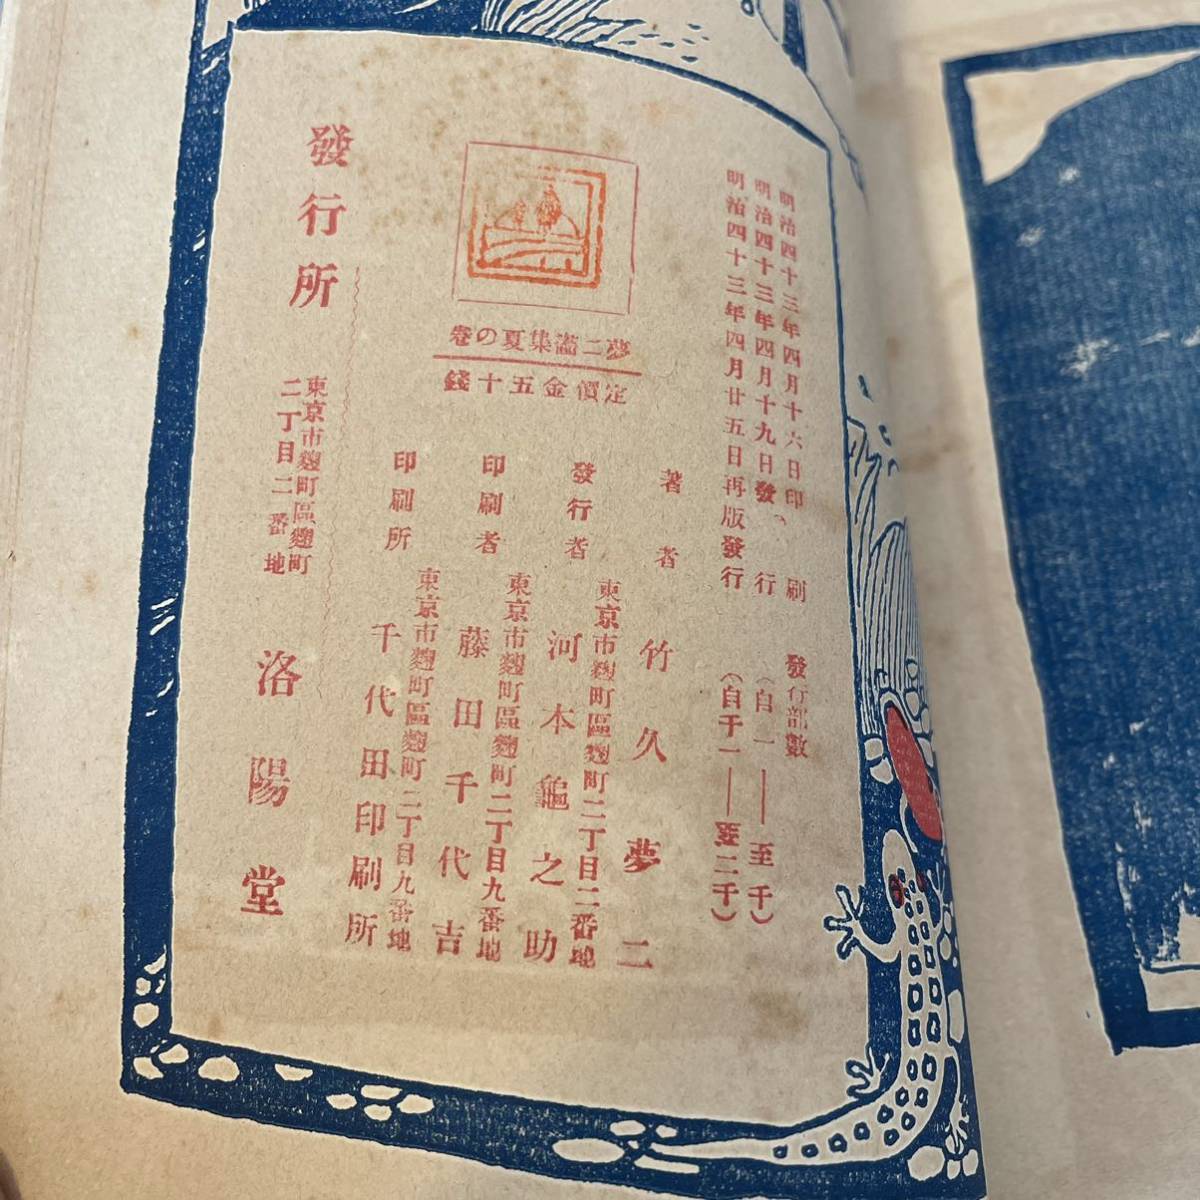 明治四十三年四月十六日印刷 發行部數
明治四十三年四月十九日發行 (自一——至千)
明治四十三年四月廿五日再版發行 (自千一——至二千)
著者 竹久夢二
東京市麹町區麹町二丁目二番地
發行者 河本龜之助
東京市麹町區麹町二丁目九番地
印刷者 藤田千代吉
東京市麹町區麹町二丁目九番地
印刷所 千代田印刷所
夢二畫集夏の卷
定價金五十錢
發行所
東京市麹町區麹町
二丁目二番地
洛陽堂